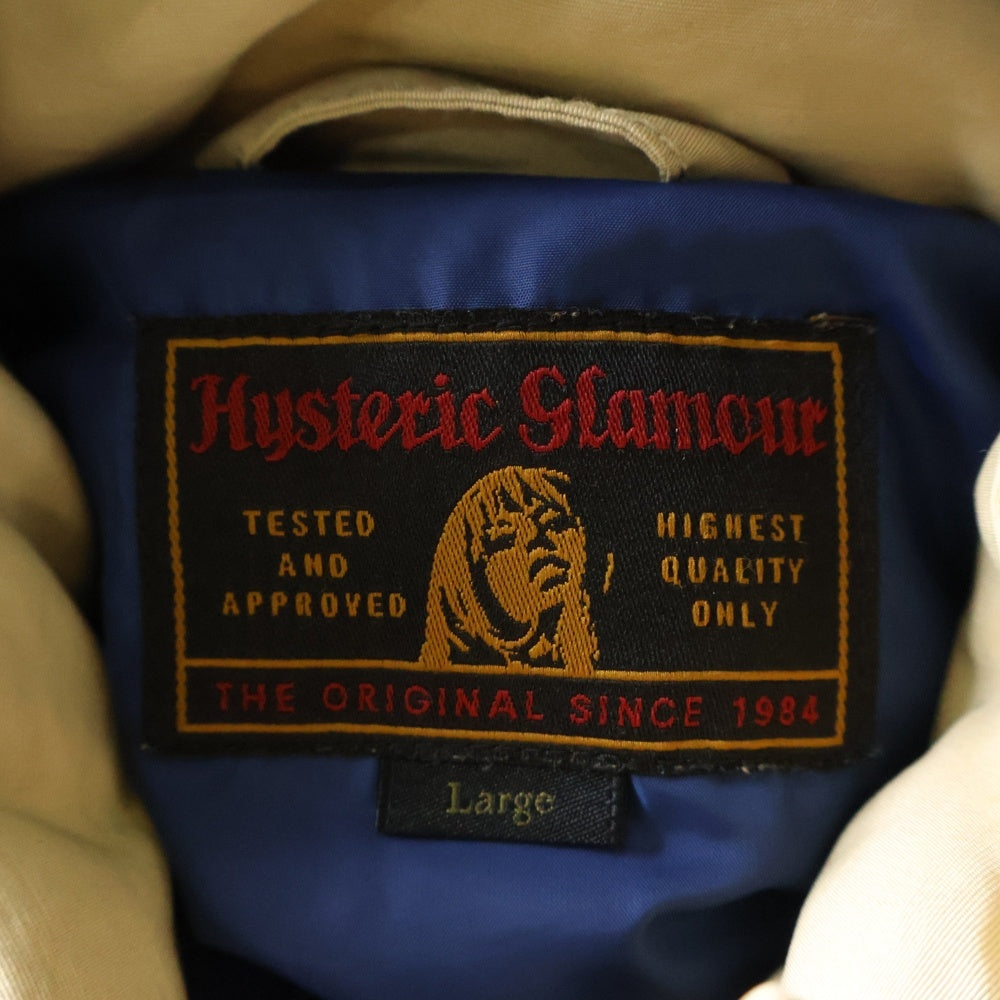 Hysteric Glamour
TESTED
AND
APPROVED
HIGHEST
QUALITY
ONLY
THE ORIGINAL SINCE 1984
Large